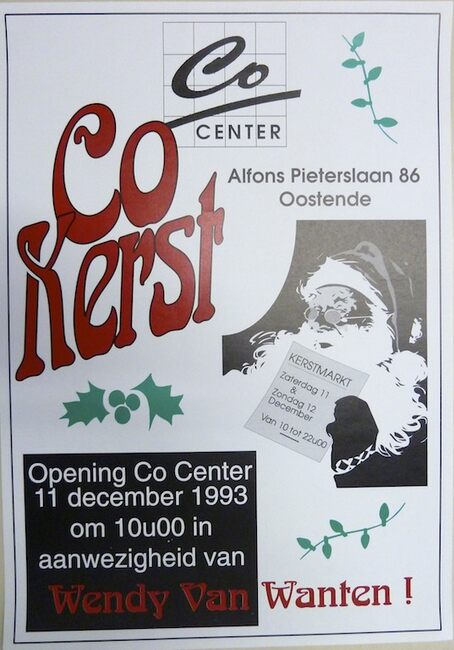 Co
CENTER
Co
Kerst
Alfons Pieterslaan 86
Oostende
KERSTMARKT
Zaterdag 11
&
Zondag 12
December
Van 10 tot 22u00
Opening Co Center
11 december 1993
om 10u00 in
aanwezigheid van
Wendy Van Wanten !